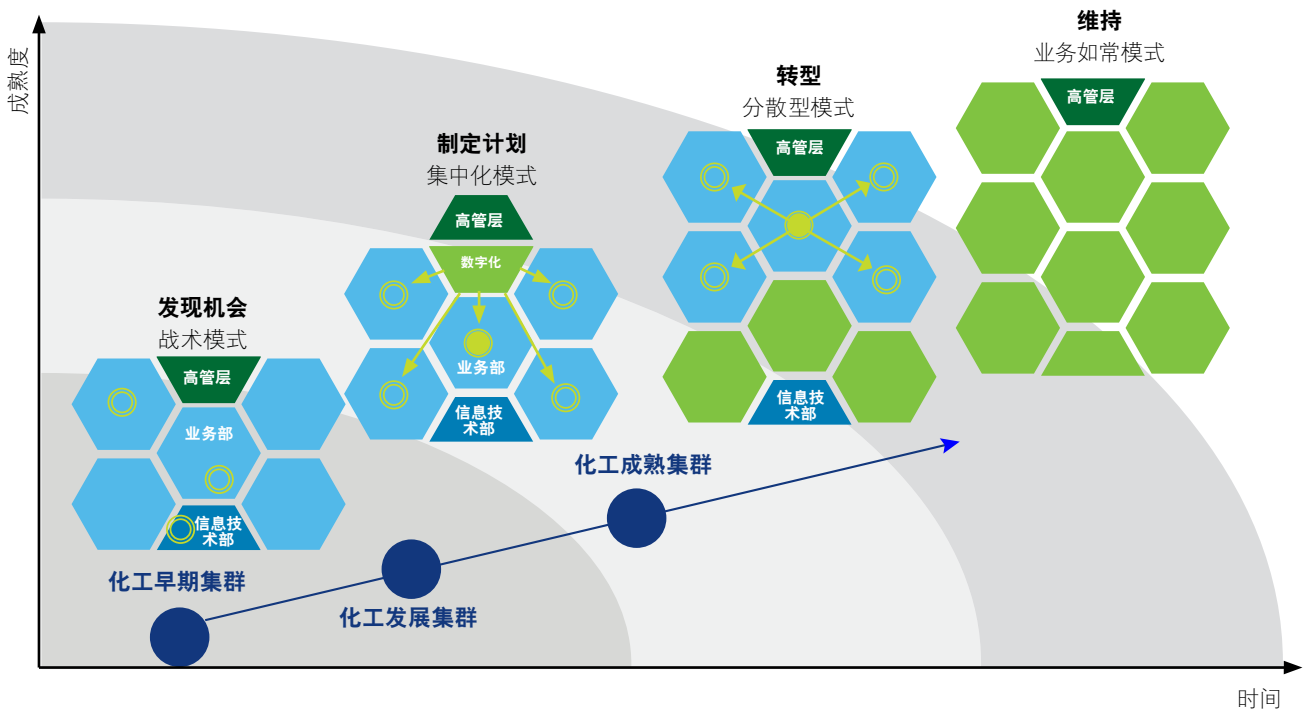 成熟度
维持
业务如常模式
高管层
转型
分散型模式
高管层
信息技
术部
制定计划
集中化模式
高管层
数字化
业务部
信息技
术部
发现机会
战术模式
高管层
业务部
信息技
术部
化工早期集群
化工发展集群
化工成熟集群
时间